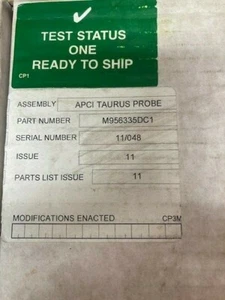 TEST STATUS
ONE
READY TO SHIP
CP1
ASSEMBLY APCI TAURUS PROBE
PART NUMBER M956335DC1
SERIAL NUMBER 11/048
ISSUE 11
PARTS LIST ISSUE 11
MODIFICATIONS ENACTED CP3M